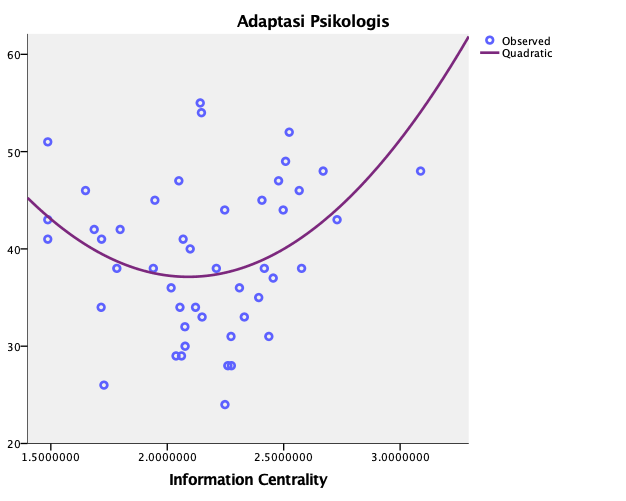 Adaptasi Psikologis
Observed
Quadratic
60
50
40
30
20
1.5000000 2.0000000 2.5000000 3.0000000
Information Centrality